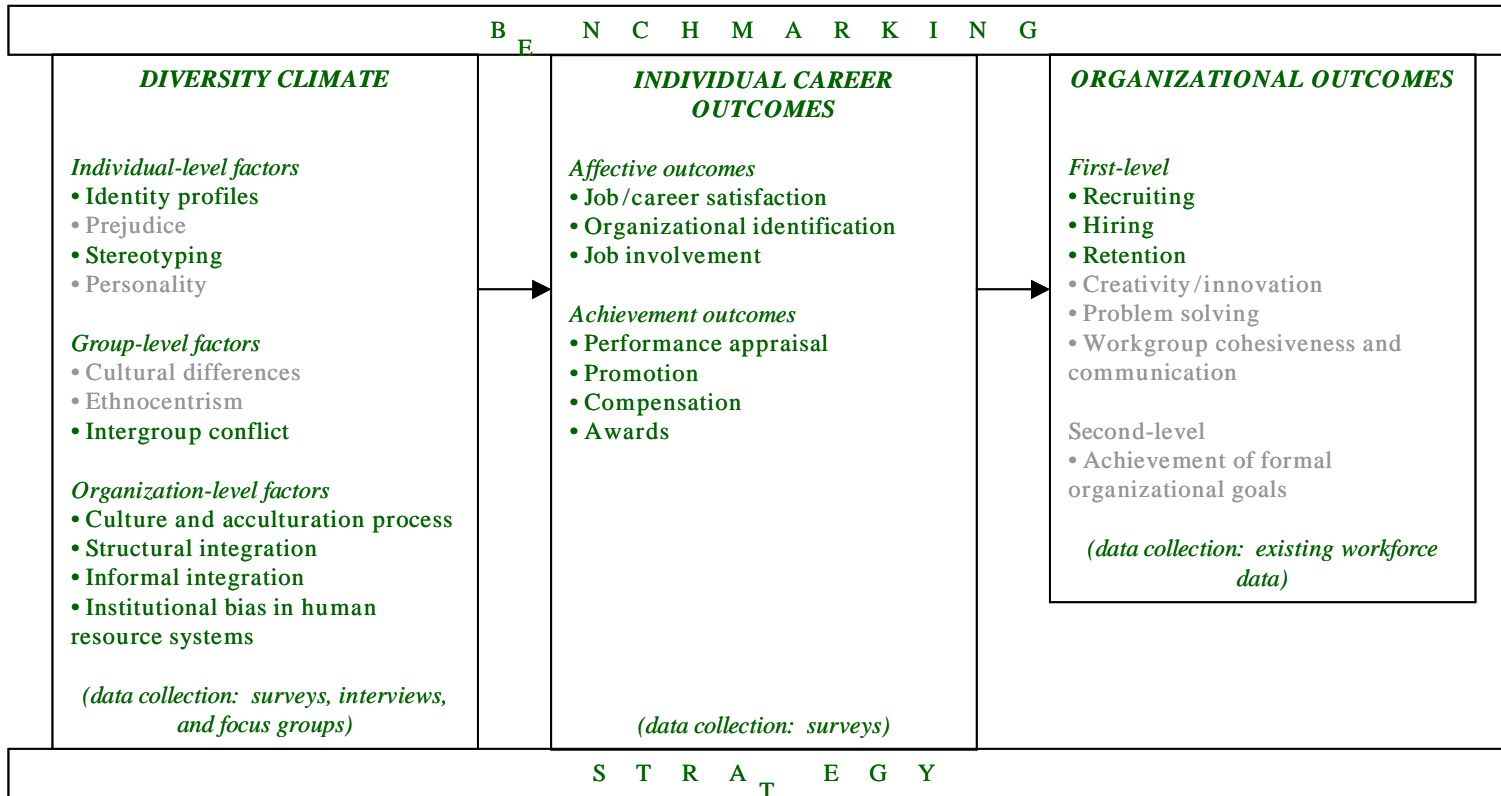 B E N C H M A R K I N G
DIVERSITY CLIMATE
Individual-level factors
• Identity profiles
• Prejudice
• Stereotyping
• Personality
Group-level factors
• Cultural differences
• Ethnocentrism
• Intergroup conflict
Organization-level factors
• Culture and acculturation process
• Structural integration
• Informal integration
• Institutional bias in human
resource systems
(data collection: surveys, interviews,
and focus groups)
INDIVIDUAL CAREER
OUTCOMES
Affective outcomes
• Job/career satisfaction
• Organizational identification
• Job involvement
Achievement outcomes
• Performance appraisal
• Promotion
• Compensation
• Awards
(data collection: surveys)
ORGANIZATIONAL OUTCOMES
First-level
• Recruiting
• Hiring
• Retention
• Creativity/innovation
• Problem solving
• Workgroup cohesiveness and
communication
Second-level
• Achievement of formal
organizational goals
(data collection: existing workforce
data)
S T R A T E G Y